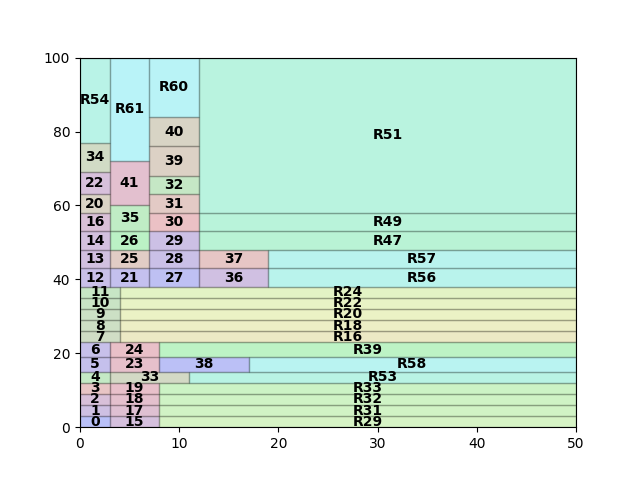 100
R54 R61 R60 R51
80
40
34 39
41 32
22
20 31
60
16 35 30 R49
14 26 29 R47
13 25 28 37 R57
12 21 27 36 R56
40
11 R24
10 R22
9 R20
8 R18
7 R16
6 24 R39
20
5 23 38 R58
4 33 R53
3 19 R33
2 18 R32
1 17 R31
0 15 R29
0
0 10 20 30 40 50